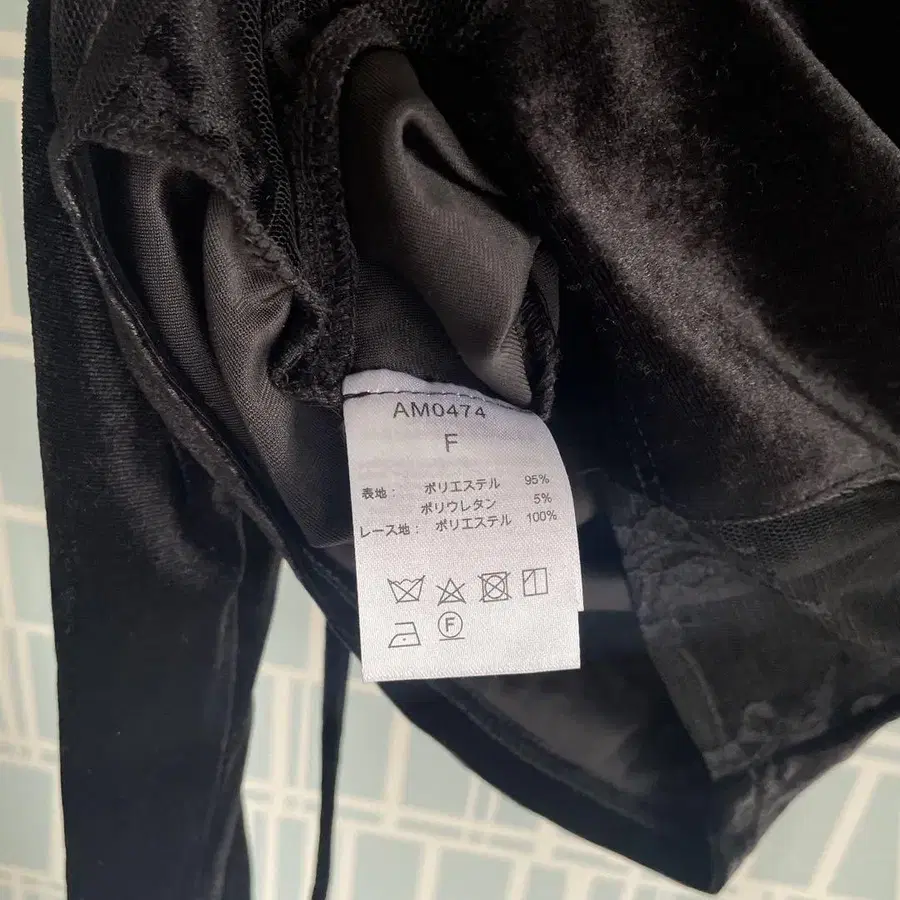 AM0474
F
表地： ポリエステル 95%
ポリウレタン 5%
レース地： ポリエステル 100%
F